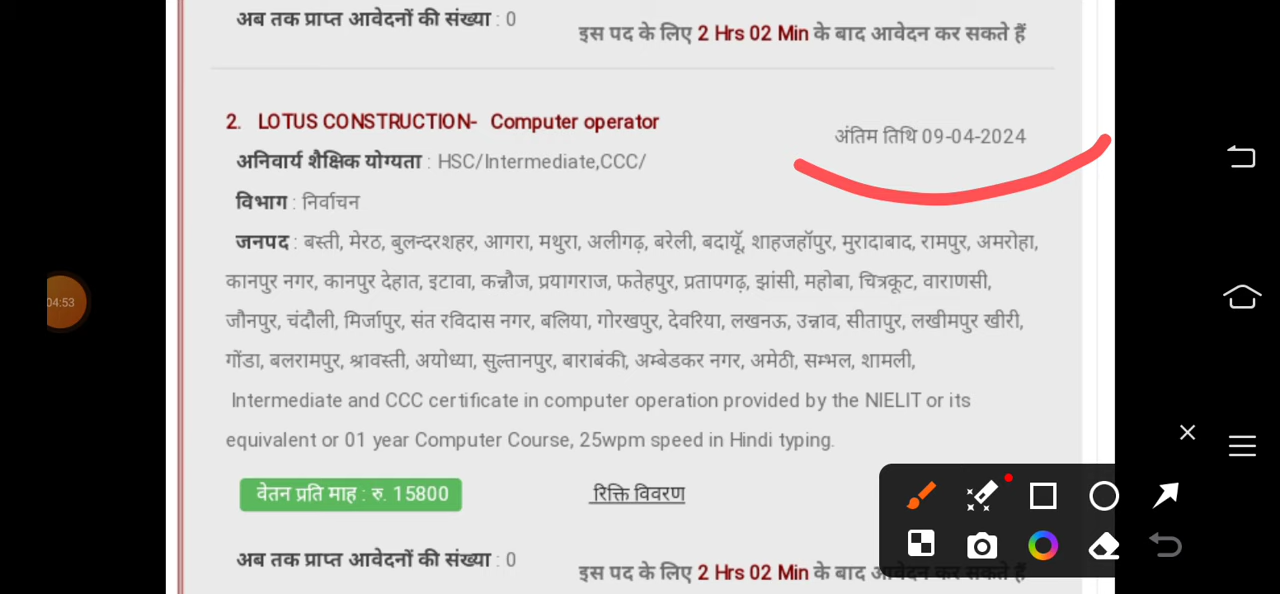 अब तक प्राप्त आवेदनों की संख्या : 0
इस पद के लिए 2 Hrs 02 Min के बाद आवेदन कर सकते हैं
2. LOTUS CONSTRUCTION- Computer operator
अंतिम तिथि 09-04-2024
अनिवार्य शैक्षिक योग्यता : HSC/Intermediate,CCC/
विभाग : निर्वाचन
जनपद : बस्ती, मेरठ, बुलन्दरशहर, आगरा, मथुरा, अलीगढ़, बरेली, बदायूँ, शाहजहॉपुर, मुरादाबाद, रामपुर, अमरोहा,
कानपुर नगर, कानपुर देहात, इटावा, कन्नौज, प्रयागराज, फतेहपुर, प्रतापगढ़, झांसी, महोबा, चित्रकूट, वाराणसी,
जौनपुर, चंदौली, मिर्जापुर, संत रविदास नगर, बलिया, गोरखपुर, देवरिया, लखनऊ, उन्नाव, सीतापुर, लखीमपुर खीरी,
गोंडा, बलरामपुर, श्रावस्ती, अयोध्या, सुल्तानपुर, बाराबंकी, अम्बेडकर नगर, अमेठी, सम्भल, शामली,
Intermediate and CCC certificate in computer operation provided by the NIELIT or its
equivalent or 01 year Computer Course, 25wpm speed in Hindi typing.
वेतन प्रति माह : रु. 15800
रिक्ति विवरण
अब तक प्राप्त आवेदनों की संख्या : 0
इस पद के लिए 2 Hrs 02 Min के बाद आवेदन कर सकते हैं
04:53